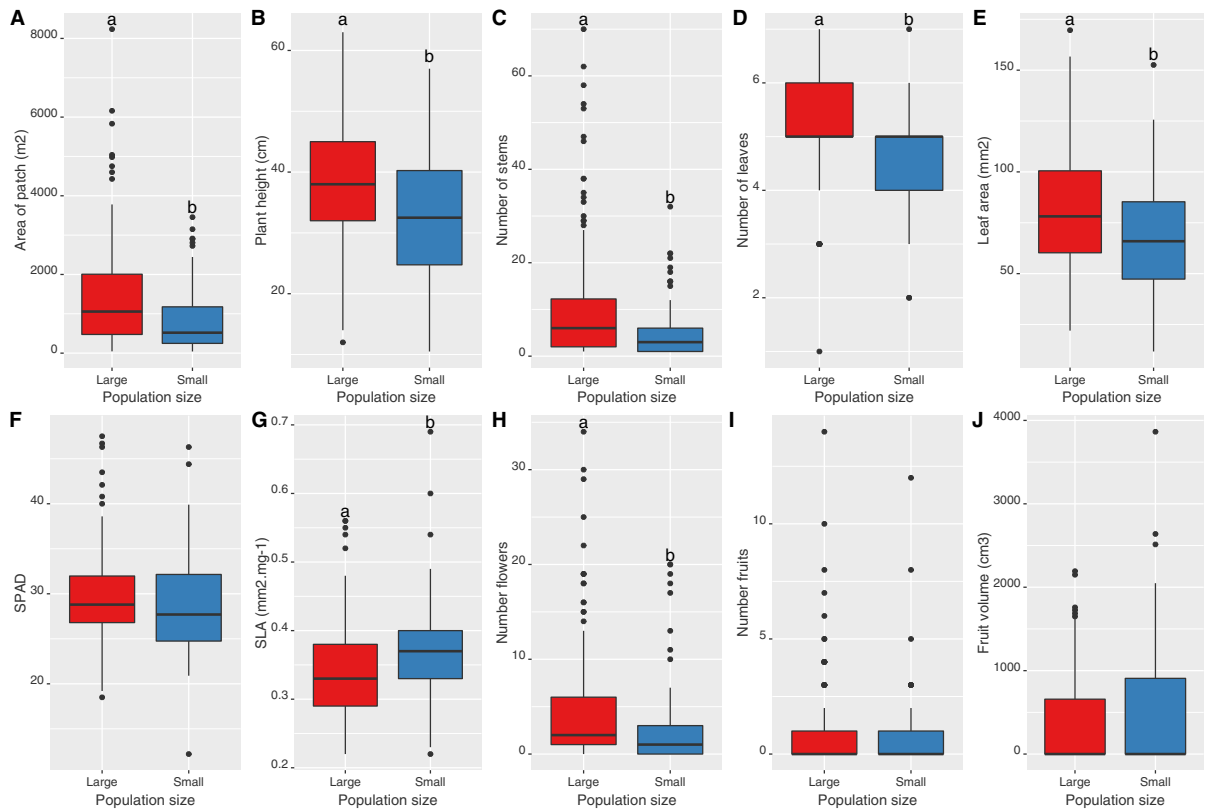 A
Area of patch (m2)
8000
6000
4000
2000
0
a
b
Large Small
Population size
B
Plant height (cm)
60
40
20
a
b
Large Small
Population size
C
Number of stems
60
40
20
0
a
b
Large Small
Population size
D
Number of leaves
6
4
2
a
b
Large Small
Population size
E
Leaf area (mm2)
150
100
50
a
b
Large Small
Population size
F
SPAD
40
30
20
Large Small
Population size
G
SLA (mm2.mg-1)
0.7
0.6
0.5
0.4
0.3
0.2
a
b
Large Small
Population size
H
Number flowers
30
20
10
0
a
b
Large Small
Population size
I
Number fruits
10
5
0
Large Small
Population size
J
Fruit volume (cm3)
4000
3000
2000
1000
0
Large Small
Population size